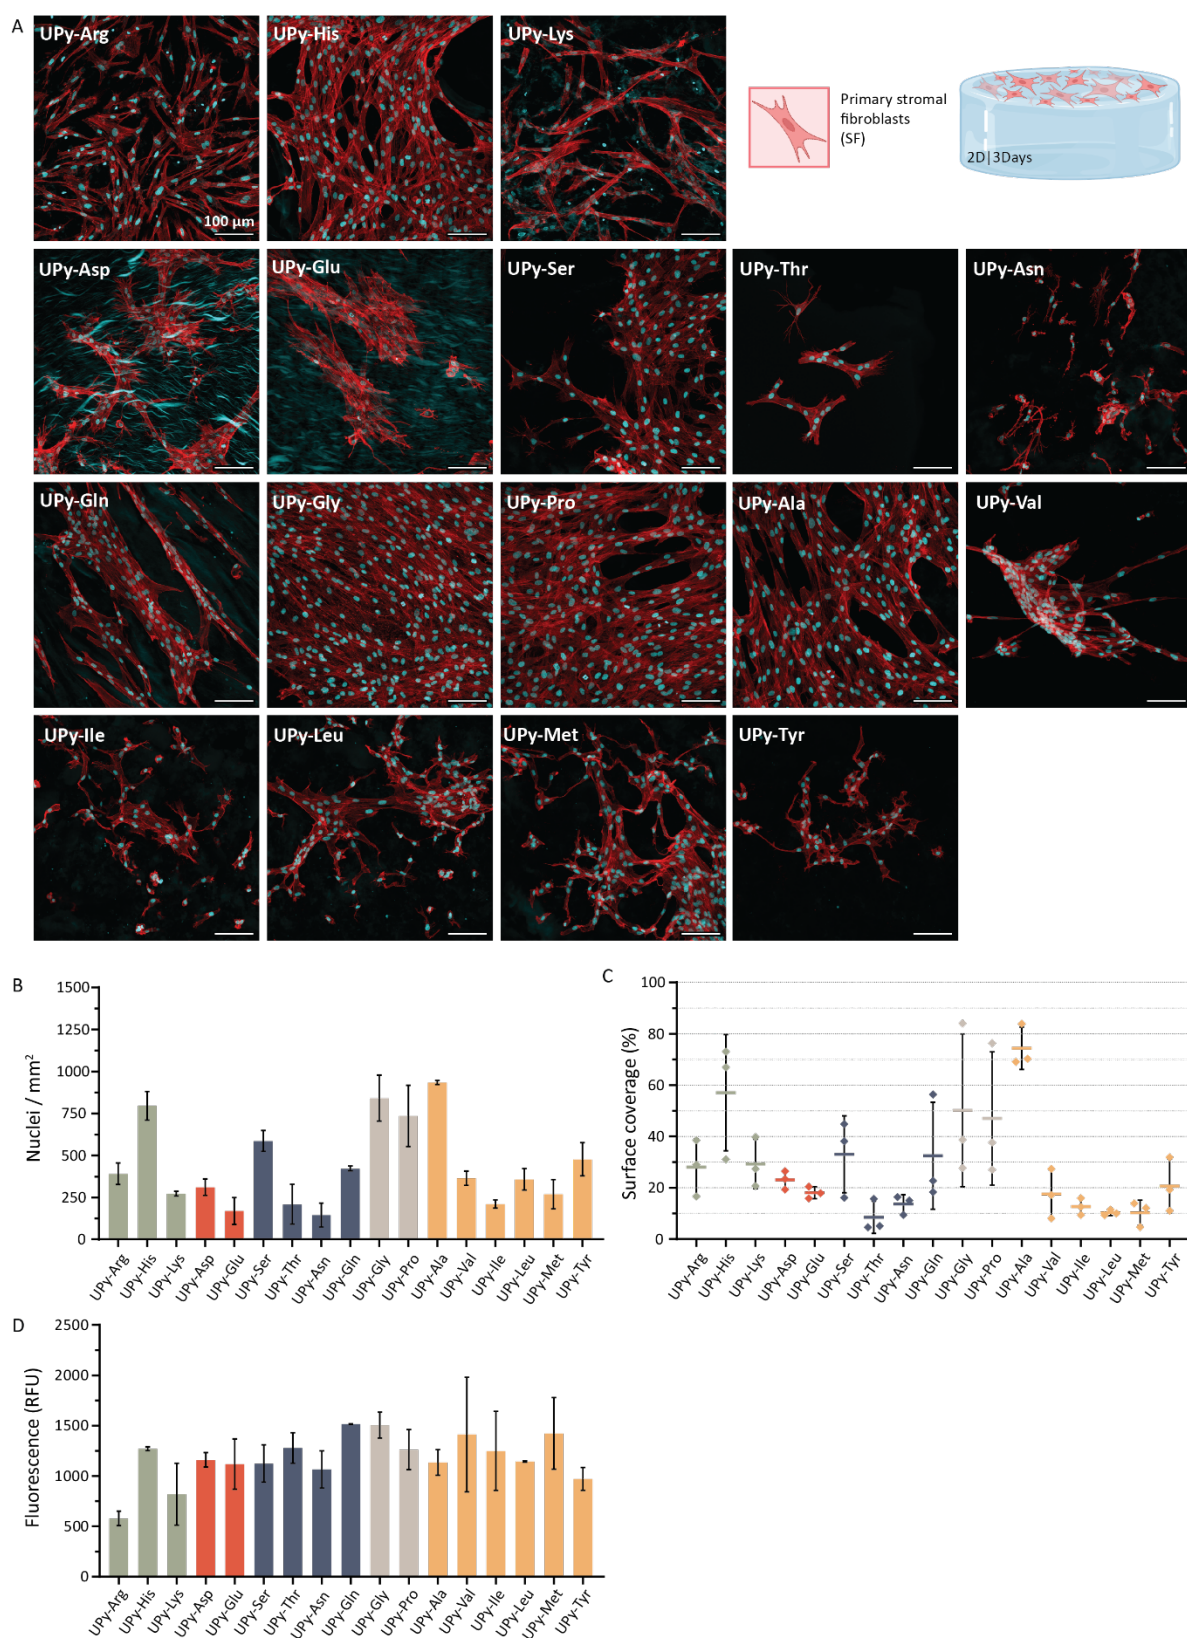 A
UPy-Arg
UPy-His
UPy-Lys
100 µm
Primary stromal
fibroblasts
(SF)
2D|3Days
UPy-Asp
UPy-Glu
UPy-Ser
UPy-Thr
UPy-Asn
UPy-Gln
UPy-Gly
UPy-Pro
UPy-Ala
UPy-Val
UPy-Ile
UPy-Leu
UPy-Met
UPy-Tyr
B
Nuclei / mm²
1500
1250
1000
750
500
250
0
UPy-Arg
UPy-His
UPy-Lys
UPy-Asp
UPy-Glu
UPy-Ser
UPy-Thr
UPy-Asn
UPy-Gln
UPy-Gly
UPy-Pro
UPy-Ala
UPy-Val
UPy-Ile
UPy-Leu
UPy-Met
UPy-Tyr
C
Surface coverage (%)
100
80
60
40
20
0
UPy-Arg
UPy-His
UPy-Lys
UPy-Asp
UPy-Glu
UPy-Ser
UPy-Thr
UPy-Asn
UPy-Gln
UPy-Gly
UPy-Pro
UPy-Ala
UPy-Val
UPy-Ile
UPy-Leu
UPy-Met
UPy-Tyr
D
Fluorescence (RFU)
2500
2000
1500
1000
500
0
UPy-Arg
UPy-His
UPy-Lys
UPy-Asp
UPy-Glu
UPy-Ser
UPy-Thr
UPy-Asn
UPy-Gln
UPy-Gly
UPy-Pro
UPy-Ala
UPy-Val
UPy-Ile
UPy-Leu
UPy-Met
UPy-Tyr